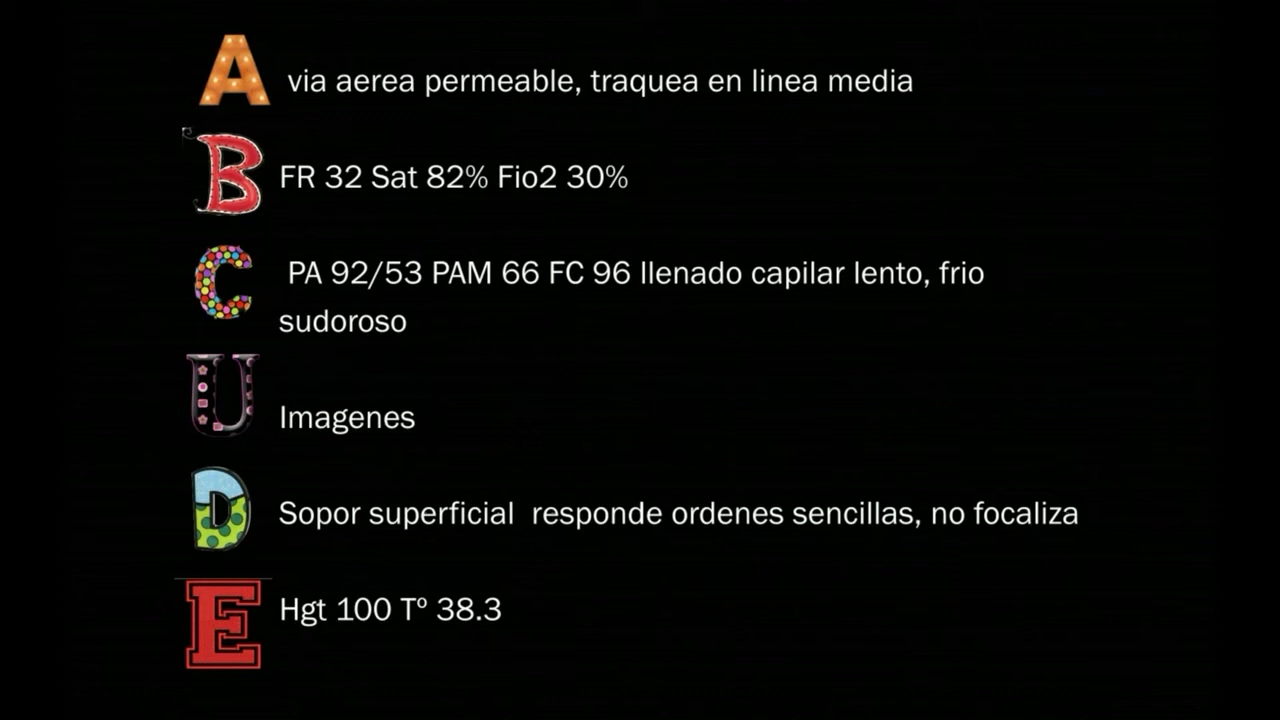 A via aerea permeable, traquea en linea media
B FR 32 Sat 82% Fio2 30%
C PA 92/53 PAM 66 FC 96 llenado capilar lento, frio
sudoroso
U Imagenes
D Sopor superficial responde ordenes sencillas, no focaliza
E Hgt 100 Tº 38.3